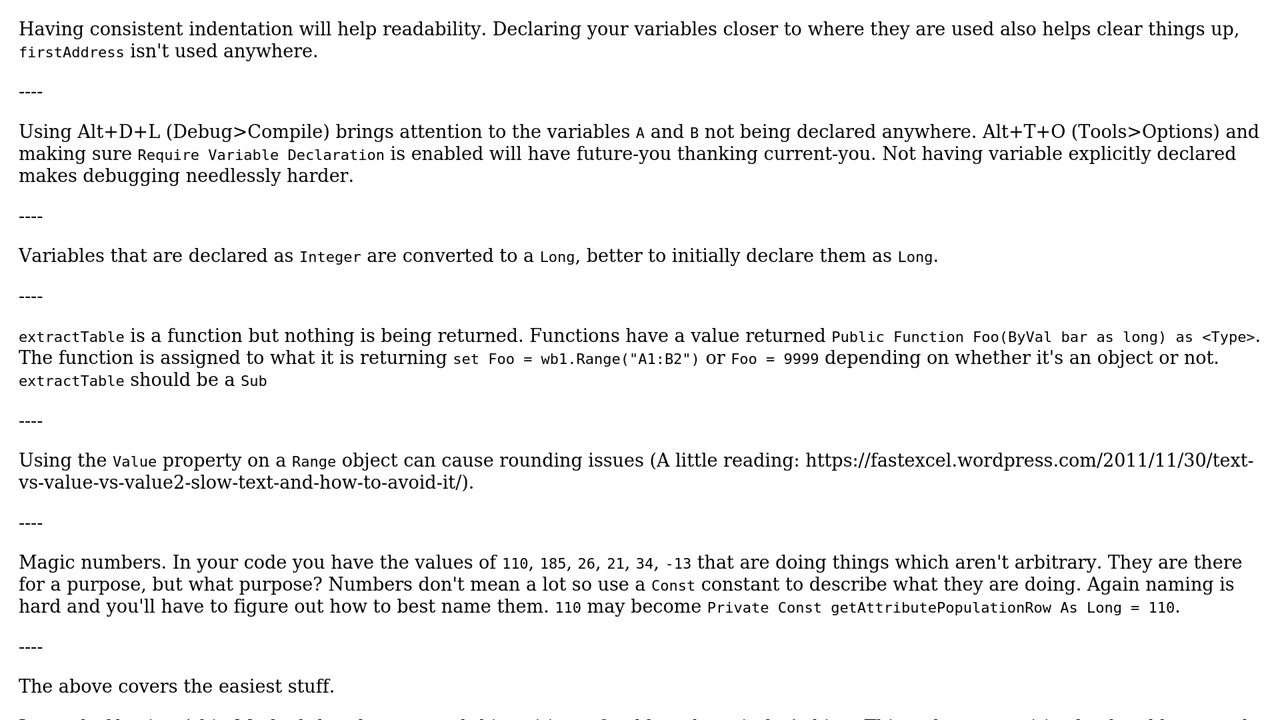 Having consistent indentation will help readability. Declaring your variables closer to where they are used also helps clear things up,
firstAddress isn't used anywhere.
----
Using Alt+D+L (Debug>Compile) brings attention to the variables A and B not being declared anywhere. Alt+T+O (Tools>Options) and
making sure Require Variable Declaration is enabled will have future-you thanking current-you. Not having variable explicitly declared
makes debugging needlessly harder.
----
Variables that are declared as Integer are converted to a Long, better to initially declare them as Long.
----
extractTable is a function but nothing is being returned. Functions have a value returned Public Function Foo(ByVal bar as long) as <Type>.
The function is assigned to what it is returning set Foo = wb1.Range("A1:B2") or Foo = 9999 depending on whether it's an object or not.
extractTable should be a Sub
----
Using the Value property on a Range object can cause rounding issues (A little reading: https://fastexcel.wordpress.com/2011/11/30/text-
vs-value-vs-value2-slow-text-and-how-to-avoid-it/).
----
Magic numbers. In your code you have the values of 110, 185, 26, 21, 34, -13 that are doing things which aren't arbitrary. They are there
for a purpose, but what purpose? Numbers don't mean a lot so use a Const constant to describe what they are doing. Again naming is
hard and you'll have to figure out how to best name them. 110 may become Private Const getAttributePopulationRow As Long = 110.
----
The above covers the easiest stuff.